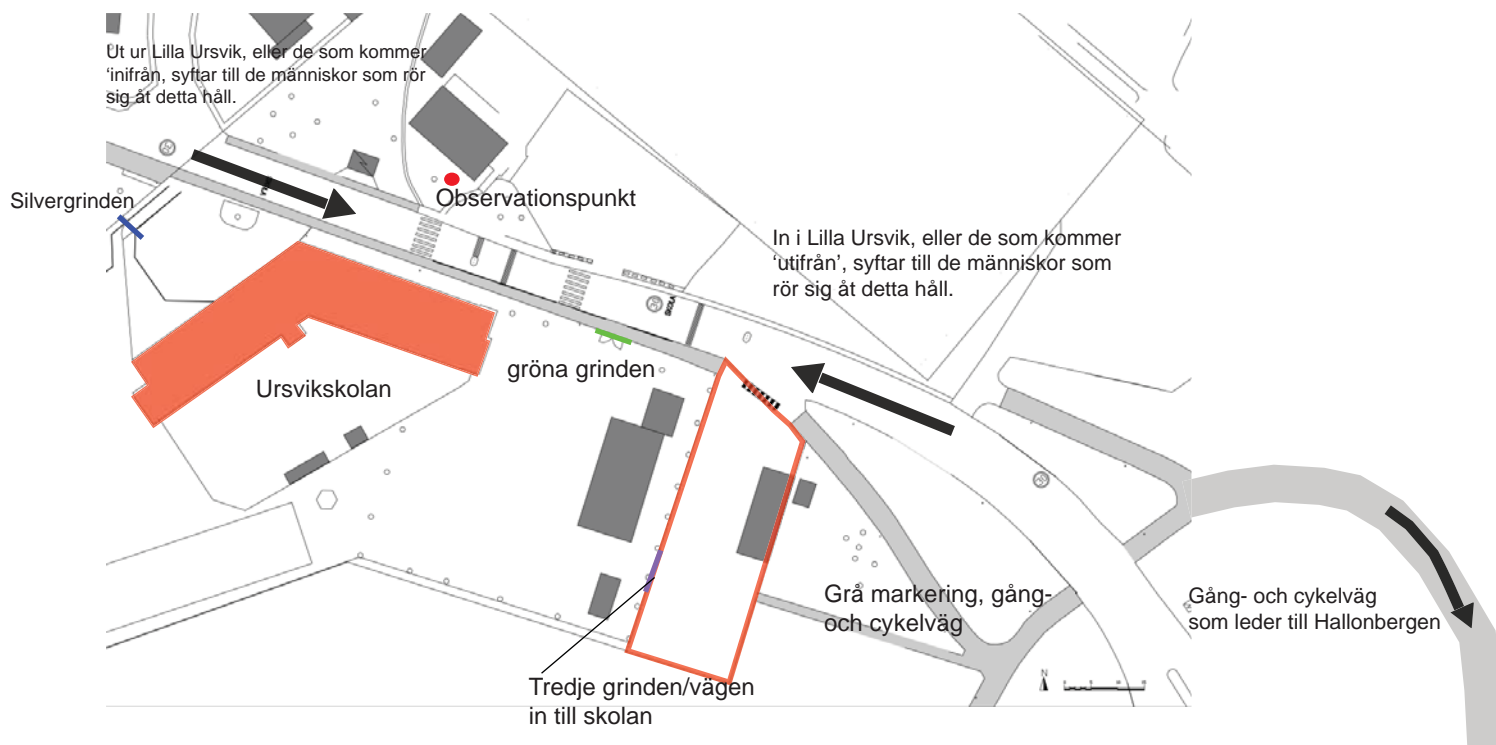 Ut ur Lilla Ursvik, eller de som kommer
'inifrån, syftar till de människor som rör
sig åt detta håll.
Silvergrinden
Observationspunkt
In i Lilla Ursvik, eller de som kommer
'utifrån', syftar till de människor som
rör sig åt detta håll.
gröna grinden
Ursvikskolan
Grå markering, gång-
och cykelväg
Gång- och cykelväg
som leder till Hallonbergen
Tredje grinden/vägen
in till skolan
N